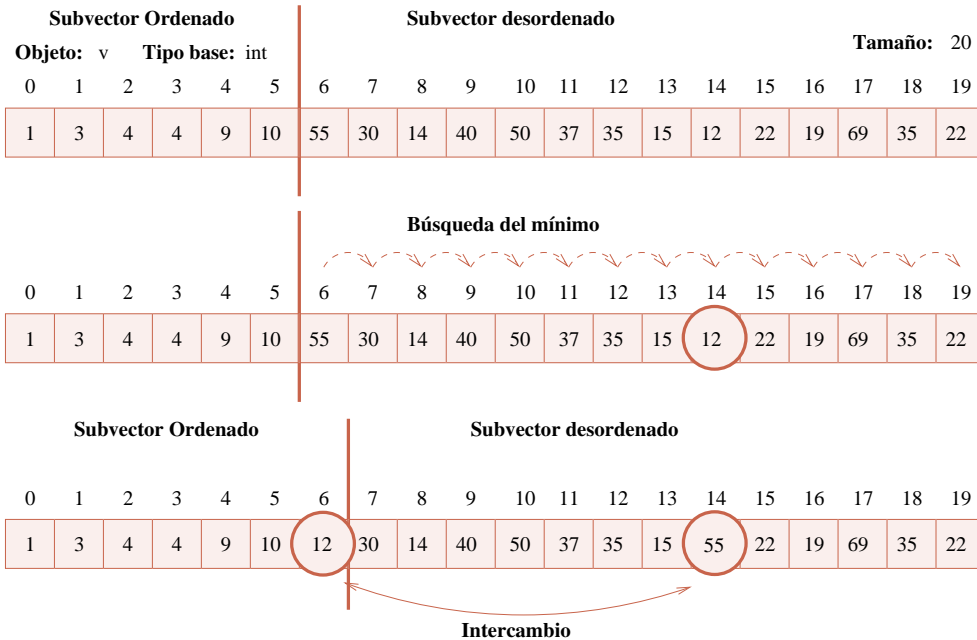 Subvector Ordenado Subvector desordenado
Objeto: v Tipo base: int Tamaño: 20
0 1 2 3 4 5 6 7 8 9 10 11 12 13 14 15 16 17 18 19
1 3 4 4 9 10 55 30 14 40 50 37 35 15 12 22 19 69 35 22
Búsqueda del mínimo
0 1 2 3 4 5 6 7 8 9 10 11 12 13 14 15 16 17 18 19
1 3 4 4 9 10 55 30 14 40 50 37 35 15 12 22 19 69 35 22
Subvector Ordenado Subvector desordenado
0 1 2 3 4 5 6 7 8 9 10 11 12 13 14 15 16 17 18 19
1 3 4 4 9 10 12 30 14 40 50 37 35 15 55 22 19 69 35 22
Intercambio